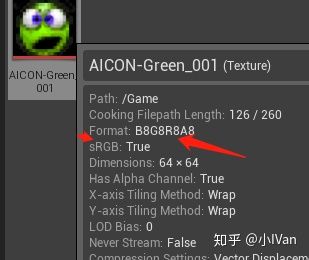 AICON-Green_
001
AICON-Green_001 (Texture)
Path: /Game
Cooking Filepath Length: 126 / 260
Format: B8G8R8A8
sRGB: True
Dimensions: 64 × 64
Has Alpha Channel: True
X-axis Tiling Method: Wrap
Y-axis Tiling Method: Wrap
LOD Bias: 0
Never Stream: False
Compression Settings: Vector Displacem
知乎 @小IVan